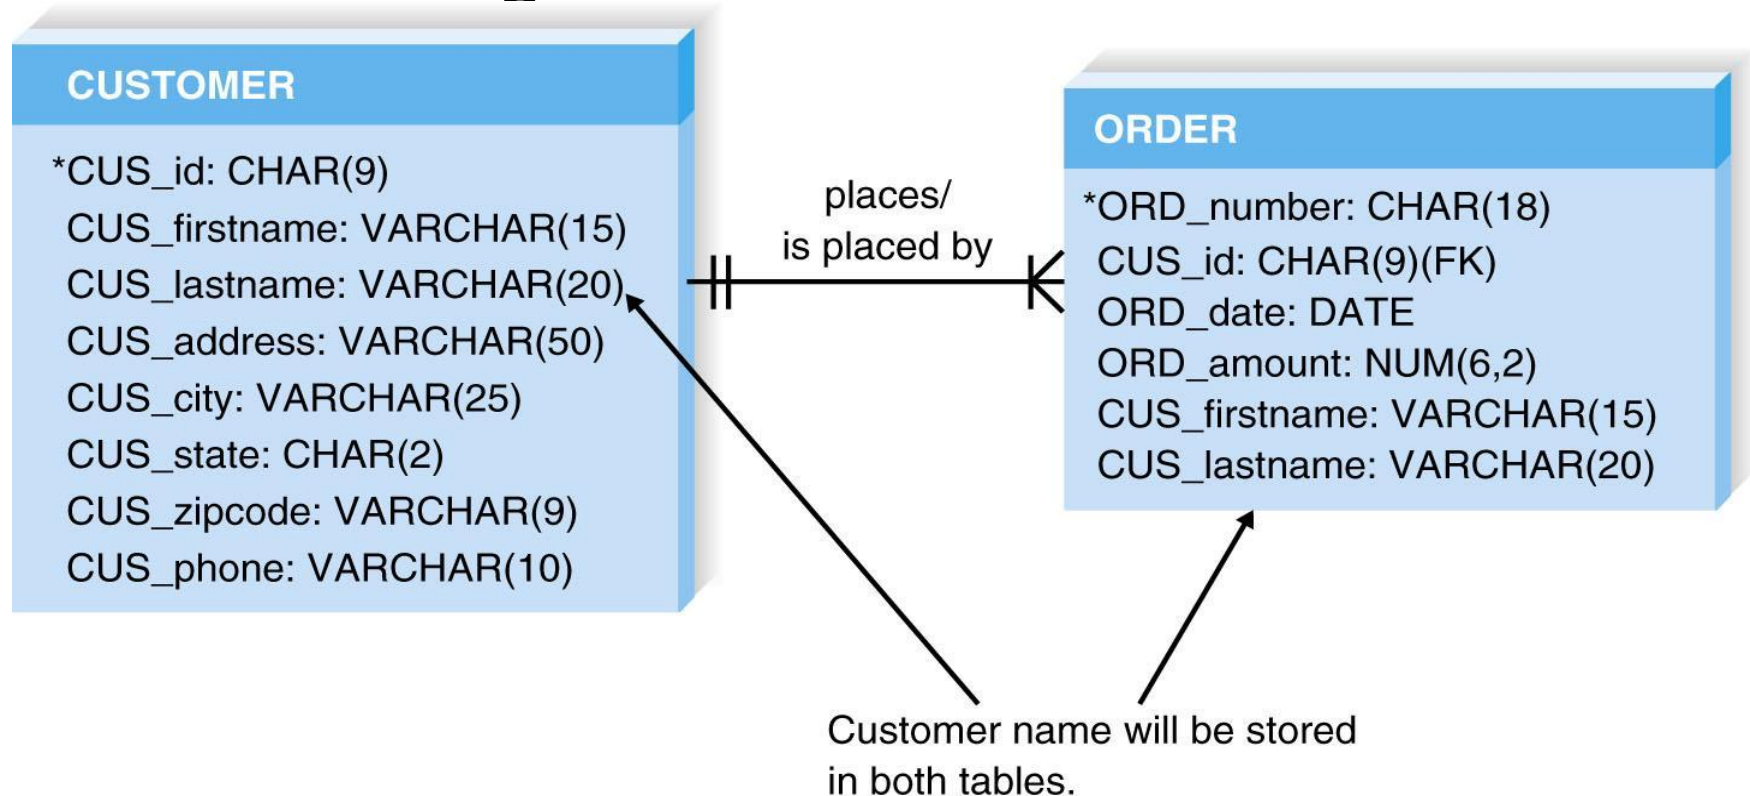 CUSTOMER
*CUS_id: CHAR(9)
CUS_firstname: VARCHAR(15)
CUS_lastname: VARCHAR(20)
CUS_address: VARCHAR(50)
CUS_city: VARCHAR(25)
CUS_state: CHAR(2)
CUS_zipcode: VARCHAR(9)
CUS_phone: VARCHAR(10)
places/
is placed by
ORDER
*ORD_number: CHAR(18)
CUS_id: CHAR(9)(FK)
ORD_date: DATE
ORD_amount: NUM(6,2)
CUS_firstname: VARCHAR(15)
CUS_lastname: VARCHAR(20)
Customer name will be stored
in both tables.